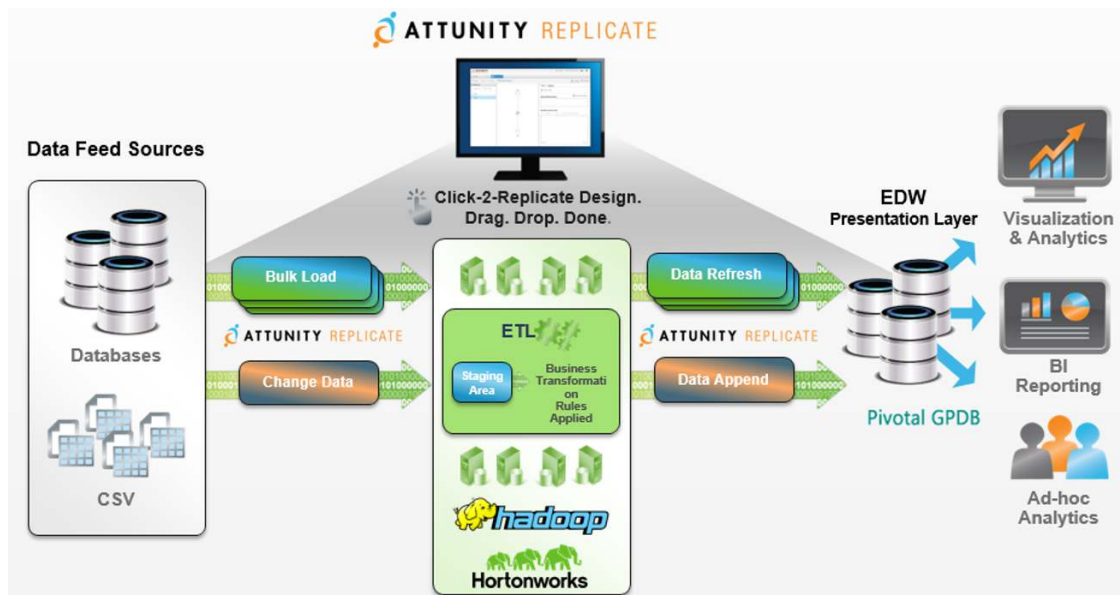 ATTUNITY REPLICATE
Data Feed Sources
Databases
CSV
Click-2-Replicate Design.
Drag. Drop. Done.
Bulk Load
ATTUNITY REPLICATE
Change Data
ETL
Staging
Area
Business
Transformati
on
Rules
Applied
hadoop
Hortonworks
Data Refresh
ATTUNITY REPLICATE
Data Append
EDW
Presentation Layer
Pivotal GPDB
Visualization
& Analytics
BI
Reporting
Ad-hoc
Analytics